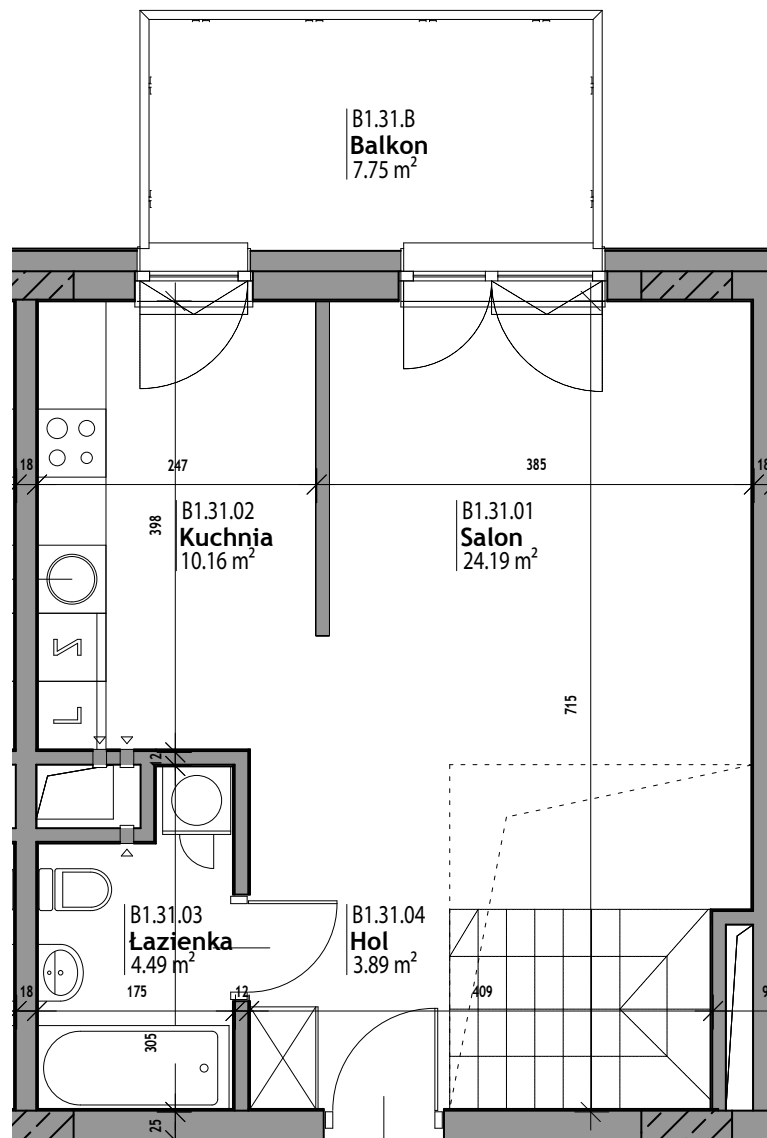 B1.31.B
Balkon
7.75 m²
18
247
385
18
398
B1.31.02
Kuchnia
10.16 m²
B1.31.01
Salon
24.19 m²
Z
L
715
12
B1.31.03
Łazienka
4.49 m²
B1.31.04
Hol
3.89 m²
18
175
12
409
9
305
25